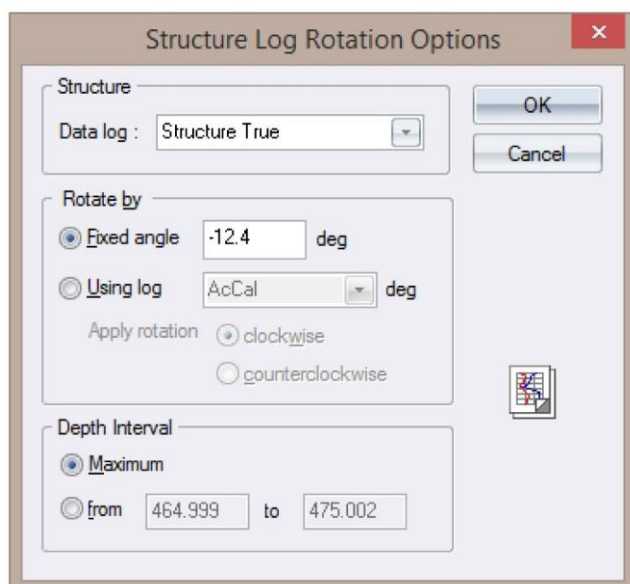 Structure Log Rotation Options
×
Structure
Data log : Structure True
OK
Cancel
Rotate by
Fixed angle -12.4 deg
Using log AcCal deg
Apply rotation clockwise
counterclockwise
Depth Interval
Maximum
from 464.999 to 475.002